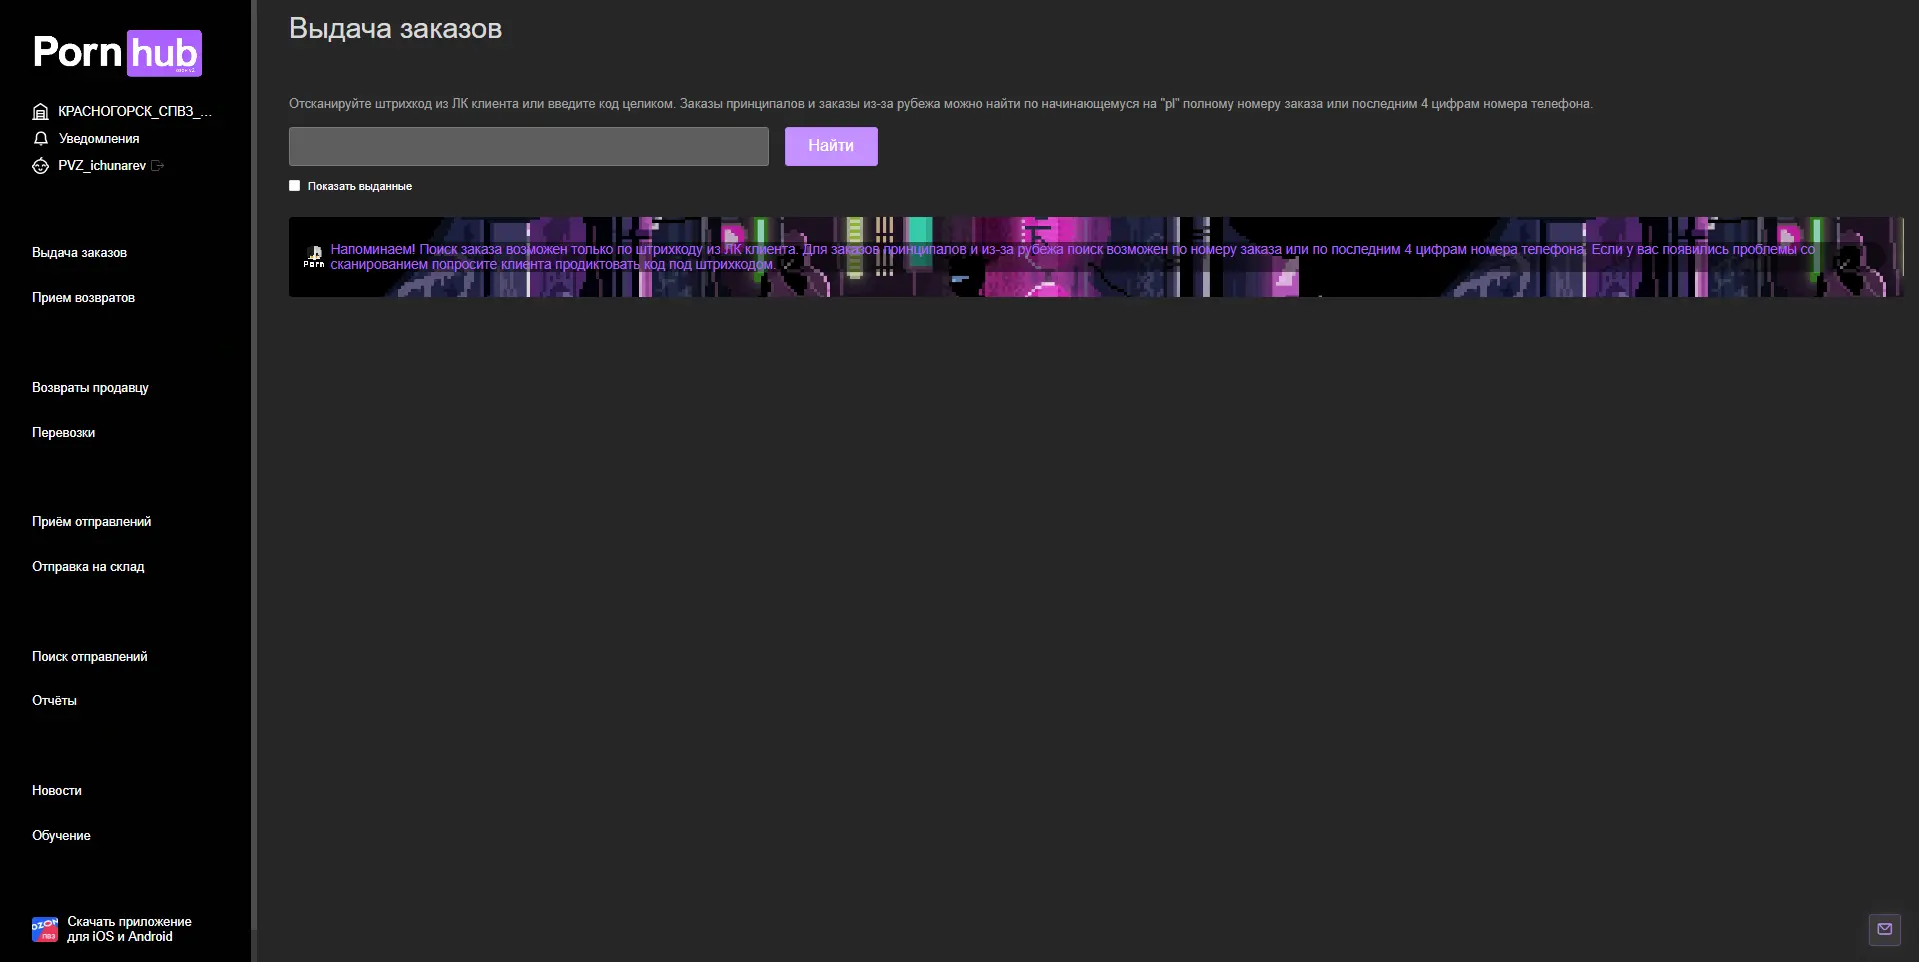 Porn hub
КРАСНОГОРСК_СПВЗ_...
Уведомления
PVZ_ichunarev
Выдача заказов
Прием возвратов
Возвраты продавцу
Перевозки
Приём отправлений
Отправка на склад
Поиск отправлений
Отчёты
Новости
Обучение
OZON
ПВЗ
Скачать приложение
для iOS и Android
Выдача заказов
Отсканируйте штрихкод из ЛК клиента или введите код целиком. Заказы принципалов и заказы из-за рубежа можно найти по начинающемуся на "pl" полному номеру заказа или последним 4 цифрам номера телефона.
Найти
Показать выданные
Porn
Напоминаем! Поиск заказа возможен только по штрихкоду из ЛК клиента. Для заказов принципалов и из-за рубежа поиск возможен по номеру заказа или по последним 4 цифрам номера телефона. Если у вас появились проблемы со
сканированием попросите клиента продиктовать код под штрихкодом.